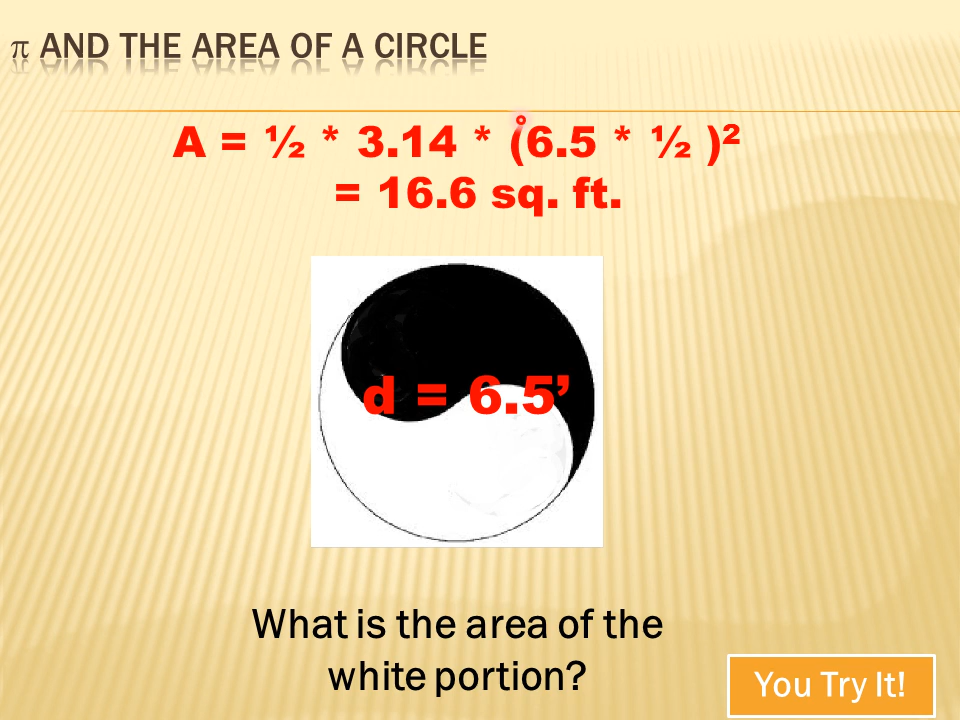 π AND THE AREA OF A CIRCLE
A = ½ * 3.14 * (6.5 * ½ )²
= 16.6 sq. ft.
d = 6.5’
What is the area of the
white portion?
You Try It!